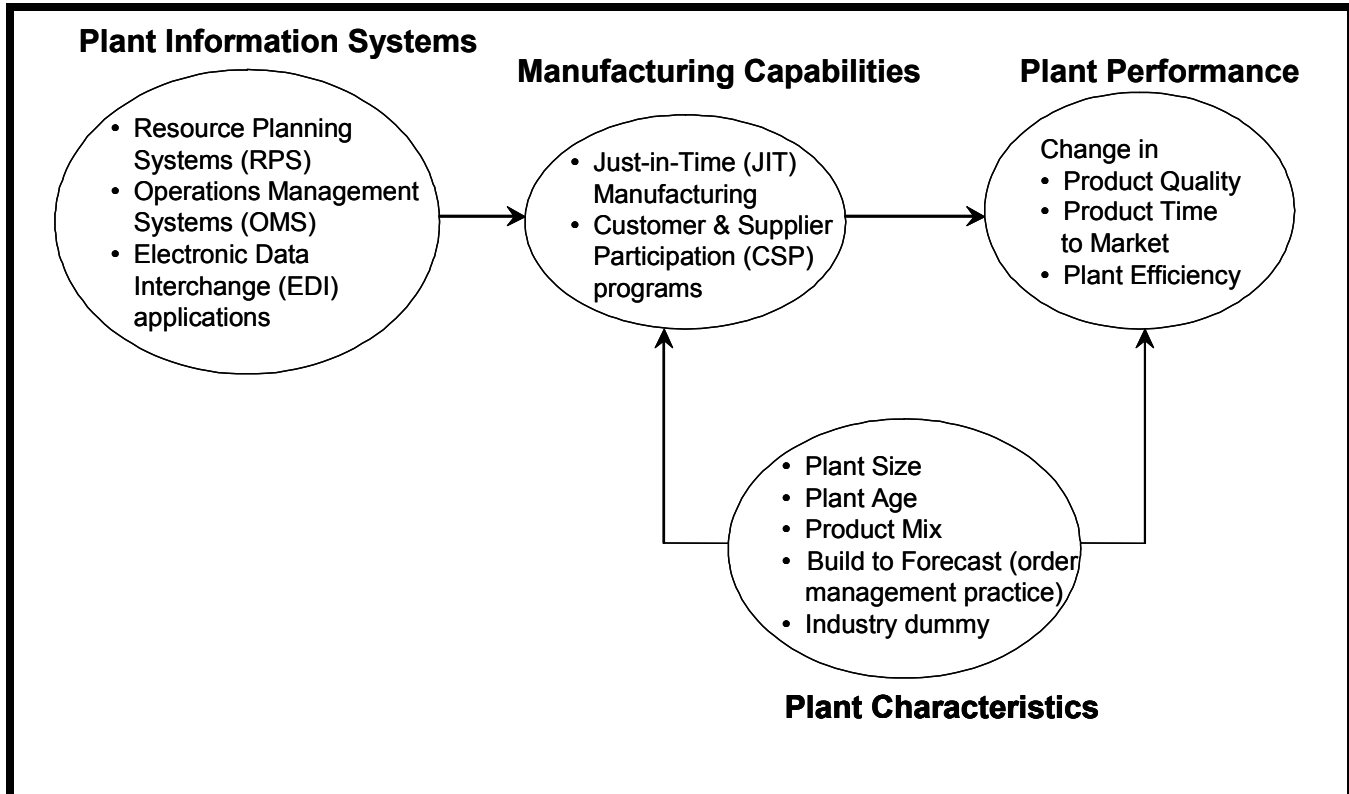 Plant Information Systems
• Resource Planning
Systems (RPS)
• Operations Management
Systems (OMS)
• Electronic Data
Interchange (EDI)
applications
Manufacturing Capabilities
• Just-in-Time (JIT)
Manufacturing
• Customer & Supplier
Participation (CSP)
programs
Plant Performance
Change in
• Product Quality
• Product Time
to Market
• Plant Efficiency
• Plant Size
• Plant Age
• Product Mix
• Build to Forecast (order
management practice)
• Industry dummy
Plant Characteristics